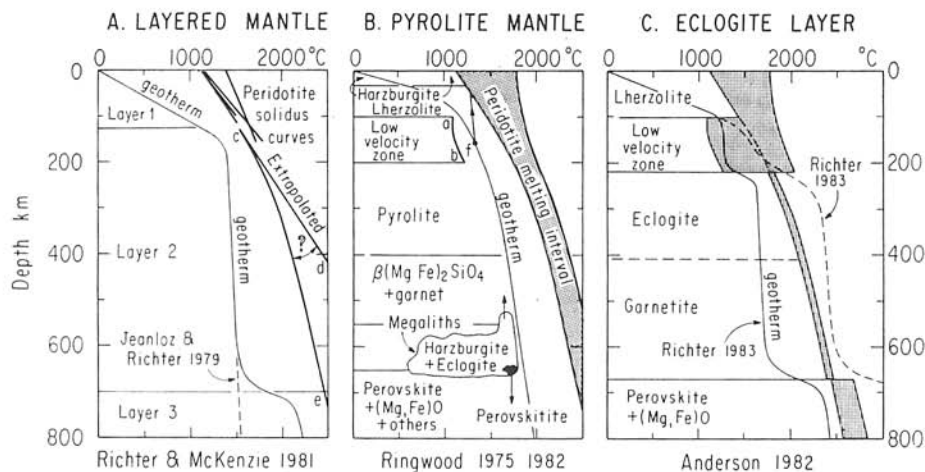 A. LAYERED MANTLE
0 1000 2000 °C
0
200
400
600
800
Depth km
geotherm
Layer 1
Peridotite
solidus
curves
c
Extrapolated
?
d
geotherm
Layer 2
Jeanloz &
Richter 1979
e
Layer 3
Richter & McKenzie 1981
B. PYROLITE MANTLE
0 1000 2000 °C
Harzburgite
Lherzolite
a
Low
velocity
zone
b
f
Peridotite melting interval
geotherm
Pyrolite
β(Mg Fe)₂SiO₄
+garnet
Megaliths
Harzburgite
+Eclogite
Perovskite
+(Mg,Fe)O
+ others
Perovskitite
Ringwood 1975 1982
C. ECLOGITE LAYER
0 1000 2000 °C
Lherzolite
Low
velocity
zone
Richter
1983
Eclogite
Garnetite
geotherm
Richter 1983
Perovskite
+(Mg,Fe)O
0
200
400
600
800
Anderson 1982